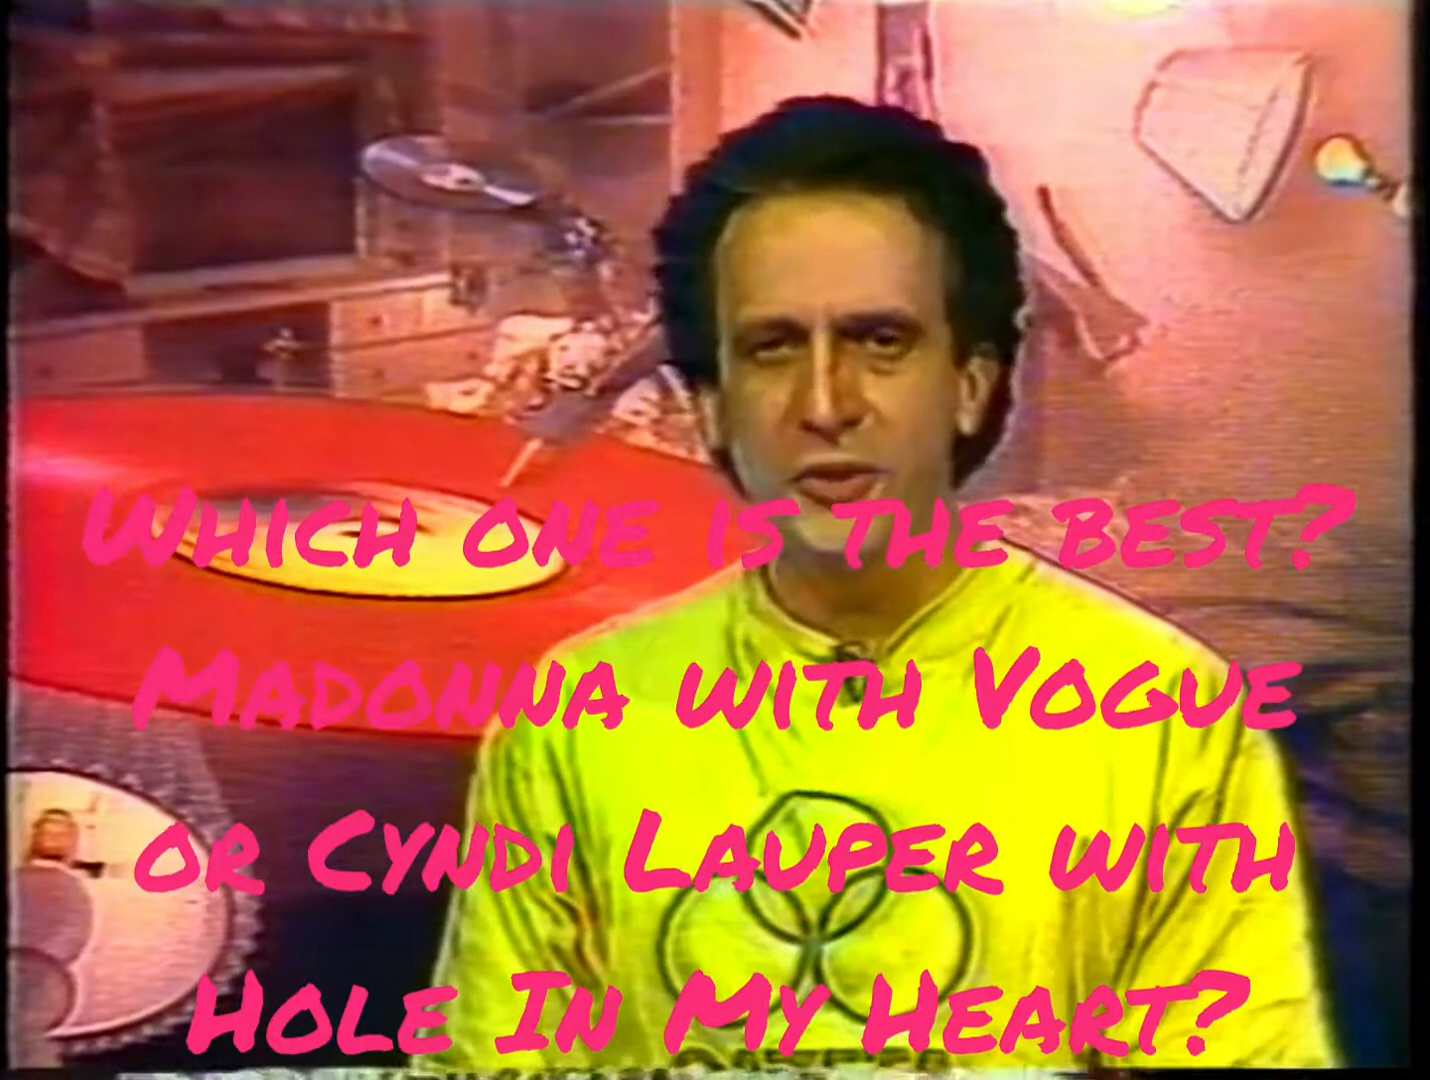 Which one is the best?
Madonna with Vogue
or Cyndi Lauper with
Hole In My Heart?